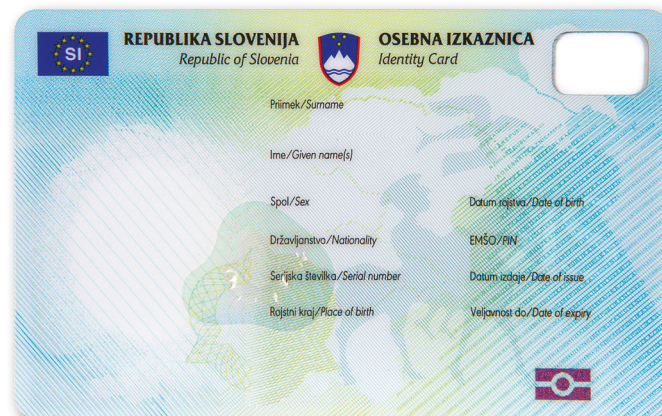 SI
REPUBLIKA SLOVENIJA
Republic of Slovenia
OSEBNA IZKAZNICA
Identity Card
Priimek/Surname
Ime/Given name(s)
Spol/Sex
Datum rojstva/Date of birth
Državljanstvo/Nationality
EMŠO/PIN
Serijska številka/Serial number
Datum izdaje/Date of issue
Rojstni kraj/Place of birth
Veljavnost do/Date of expiry